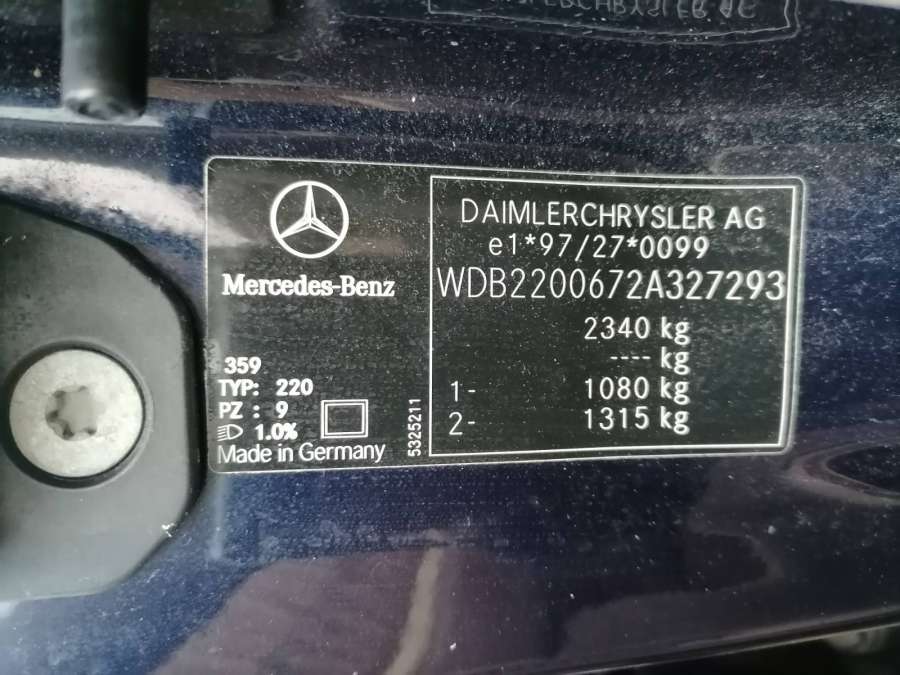 Mercedes-Benz
359
TYP: 220
PZ : 9
1.0%
Made in Germany
5325211
DAIMLERCHRYSLER AG
e1*97/27*0099
WDB2200672A327293
2340 kg
---- kg
1- 1080 kg
2- 1315 kg